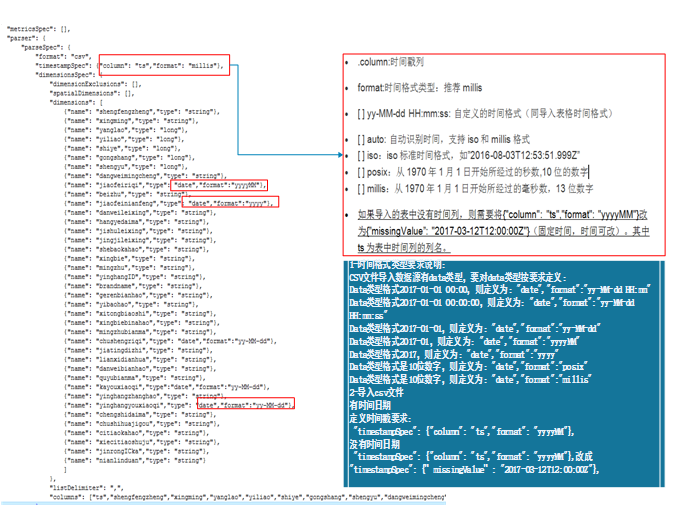 "metricsSpec": [],
"parser": {
"parseSpec": {
"format": "csv",
"timestampSpec": {"column": "ts","format": "millis"},
"dimensionsSpec": {
"dimensionExclusions": [],
"spatialDimensions": [],
"dimensions": [
{"name": "shengfengzheng","type": "string"},
{"name": "xingming","type": "string"},
{"name": "yanglao","type": "long"},
{"name": "yiliao","type": "long"},
{"name": "shiye","type": "long"},
{"name": "gongshang","type": "long"},
{"name": "shengyu","type": "long"},
{"name": "dangweimingcheng","type": "string"},
{"name": "jiaofeiriqi","type": "date","format":"yyyyMM"},
{"name": "beizhu","type": "string"},
{"name": "jiaofeinianfeng","type": "date","format":"yyyy"},
{"name": "danweileixing","type": "string"},
{"name": "hangyedaima","type": "string"},
{"name": "jishuleixing","type": "string"},
{"name": "jingjileixing","type": "string"},
{"name": "shebaokahao","type": "string"},
{"name": "xingbie","type": "string"},
{"name": "mingzhu","type": "string"},
{"name": "yinghangID","type": "string"},
{"name": "brandname","type": "string"},
{"name": "gerenbianhao","type": "string"},
{"name": "yibaohao","type": "string"},
{"name": "xitongbiaoshi","type": "string"},
{"name": "xingbiebinahao","type": "string"},
{"name": "mingzhubianma","type": "string"},
{"name": "chushengriqi","type": "date","format":"yy-MM-dd"},
{"name": "jiatingdizhi","type": "string"},
{"name": "lianxidianhua","type": "string"},
{"name": "danweibianhao","type": "string"},
{"name": "quyubianma","type": "string"},
{"name": "kayouxiaoqi","type":"date","format":"yy-MM-dd"},
{"name": "yinghangzhanghao","type": "string"},
{"name": "yinghangyouxiaoqi","type": "date","format":"yy-MM-dd"},
{"name": "chengshidaima","type": "string"},
{"name": "chushihuajigou","type": "string"},
{"name": "citiaokahao","type": "string"},
{"name": "xiecitiaoshuju","type": "string"},
{"name": "jinrongICka","type": "string"},
{"name": "nianlinduan","type": "string"}
]
},
"listDelimiter": ",",
"columns": ["ts","shengfengzheng","xingming","yanglao","yiliao","shiye","gongshang","shengyu","dangweimingcheng"
.column:时间戳列
format:时间格式类型：推荐 millis
[ ] yy-MM-dd HH:mm:ss: 自定义的时间格式（同导入表格时间格式）
[ ] auto: 自动识别时间，支持 iso 和 millis 格式
[ ] iso：iso 标准时间格式，如"2016-08-03T12:53:51.999Z"
[ ] posix：从 1970 年 1 月 1 日开始所经过的秒数,10 位的数字
[ ] millis：从 1970 年 1 月 1 日开始所经过的毫秒数，13 位数字
如果导入的表中没有时间列，则需要将{"column": "ts","format": "yyyyMM"}改
为{"missingValue": "2017-03-12T12:00:00Z"}（固定时间，时间可改）。其中
ts 为表中时间列的列名。
1-时间格式类型要求说明：
CSV文件导入数据源有data类型，要对data类型按要求定义：
Data类型格式2017-01-01 00:00，则定义为："date","format":"yy-MM-dd HH:mm"
Data类型格式2017-01-01 00:00:00，则定义为："date","format":"yy-MM-dd
HH:mm:ss"
Data类型格式2017-01-01，则定义为："date","format":"yy-MM-dd"
Data类型格式2017-01，则定义为："date","format":"yyyyMM"
Data类型格式2017，则定义为："date","format":"yyyy"
Data类型格式是10位数字，则定义为："date","format":"posix"
Data类型格式是10位数字，则定义为："date","format":"millis"
2-导入csv文件
有时间日期
定义时间戳要求：
"timestampSpec": {"column": "ts","format": "yyyyMM"},
没有时间日期
"timestampSpec": {"column": "ts","format": "yyyyMM"},改成
"timestampSpec": {" missingValue" : "2017-03-12T12:00:00Z"},